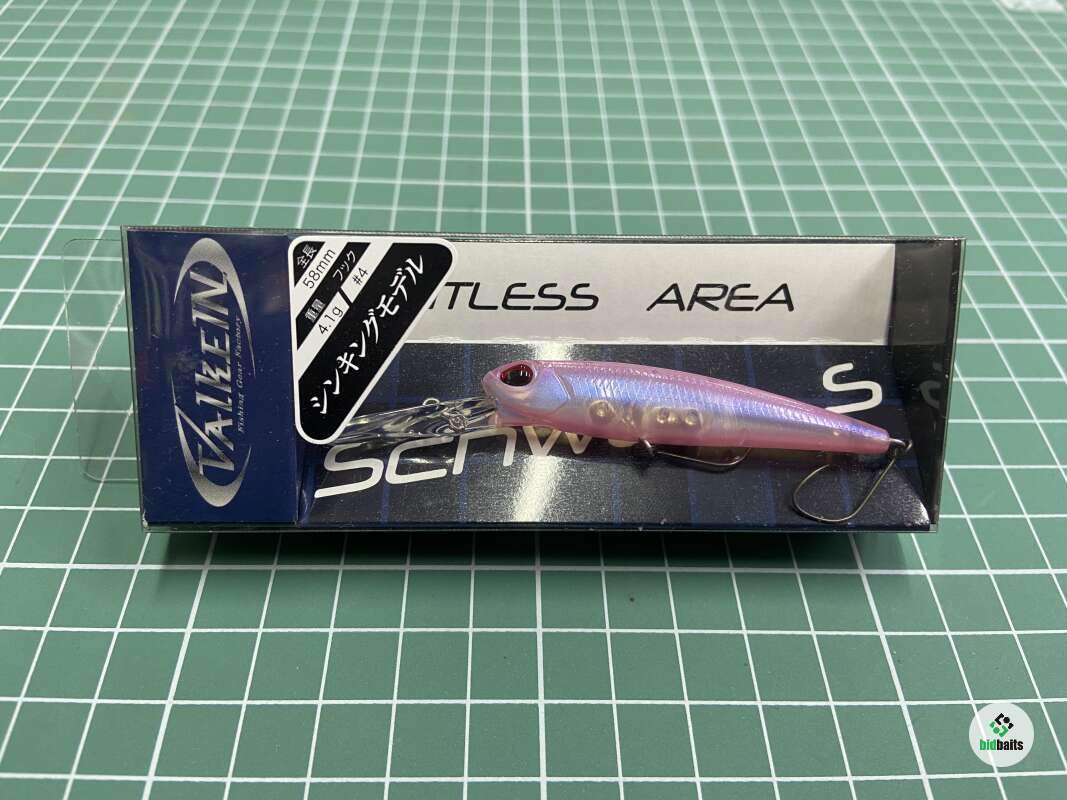 VALKEIN
Fishing Gear Factory
全長
58mm
重量
4.1g
フック
#4
シンキングモデル
TLESS AREA
S
bidbaits